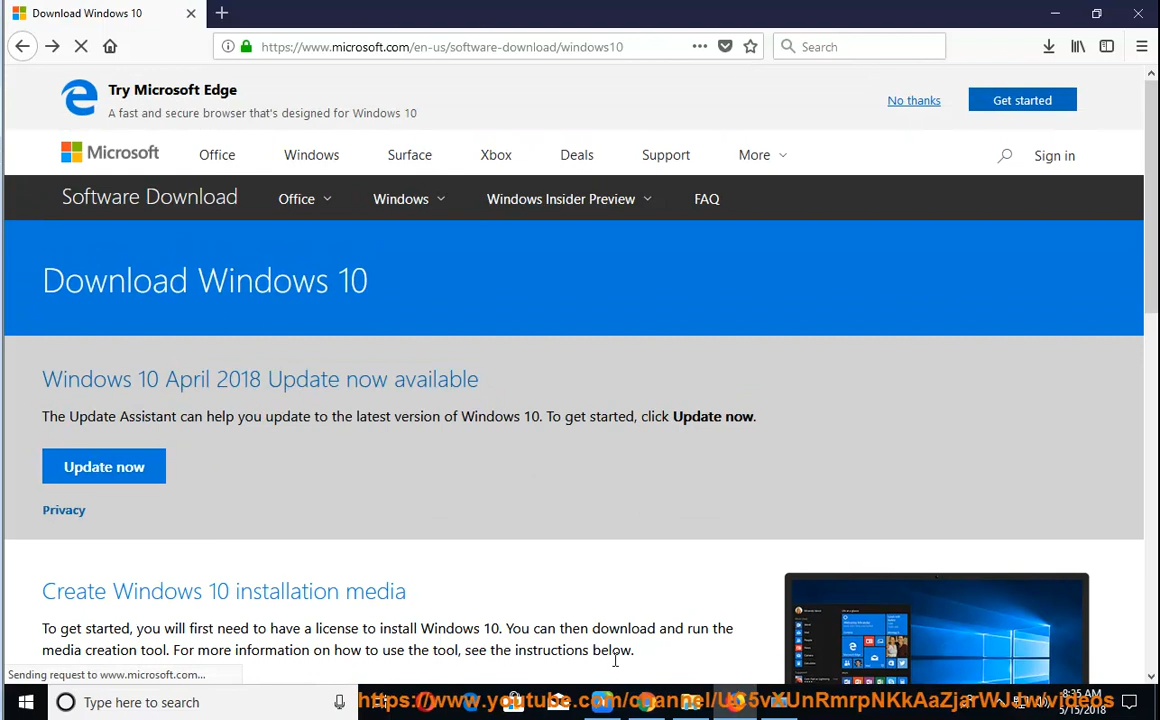 Download Windows 10
https://www.microsoft.com/en-us/software-download/windows10
Search
Try Microsoft Edge
A fast and secure browser that's designed for Windows 10
No thanks
Get started
Microsoft
Office
Windows
Surface
Xbox
Deals
Support
More
Sign in
Software Download
Office
Windows
Windows Insider Preview
FAQ
Download Windows 10
Windows 10 April 2018 Update now available
The Update Assistant can help you update to the latest version of Windows 10. To get started, click Update now.
Update now
Privacy
Create Windows 10 installation media
To get started, you will first need to have a license to install Windows 10. You can then download and run the
media creation tool. For more information on how to use the tool, see the instructions below.
Sending request to www.microsoft.com...
Type here to search
8:35 AM
5/15/2018